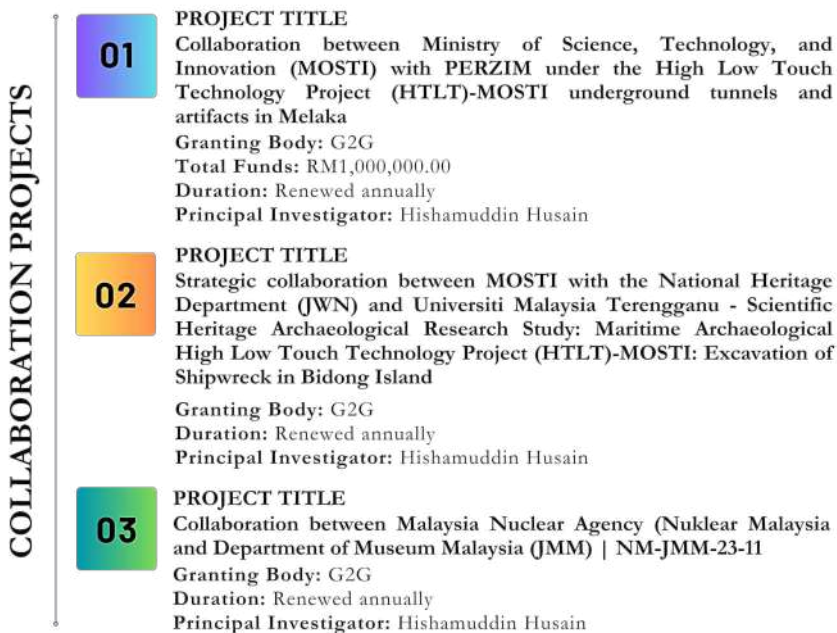 COLLABORATION PROJECTS
01
PROJECT TITLE
Collaboration between Ministry of Science, Technology, and
Innovation (MOSTI) with PERZIM under the High Low Touch
Technology Project (HTLT)-MOSTI underground tunnels and
artifacts in Melaka
Granting Body: G2G
Total Funds: RM1,000,000.00
Duration: Renewed annually
Principal Investigator: Hishamuddin Husain
02
PROJECT TITLE
Strategic collaboration between MOSTI with the National Heritage
Department (JWN) and Universiti Malaysia Terengganu - Scientific
Heritage Archaeological Research Study: Maritime Archaeological
High Low Touch Technology Project (HTLT)-MOSTI: Excavation of
Shipwreck in Bidong Island
Granting Body: G2G
Duration: Renewed annually
Principal Investigator: Hishamuddin Husain
03
PROJECT TITLE
Collaboration between Malaysia Nuclear Agency (Nuklear Malaysia
and Department of Museum Malaysia (JMM) | NM-JMM-23-11
Granting Body: G2G
Duration: Renewed annually
Principal Investigator: Hishamuddin Husain